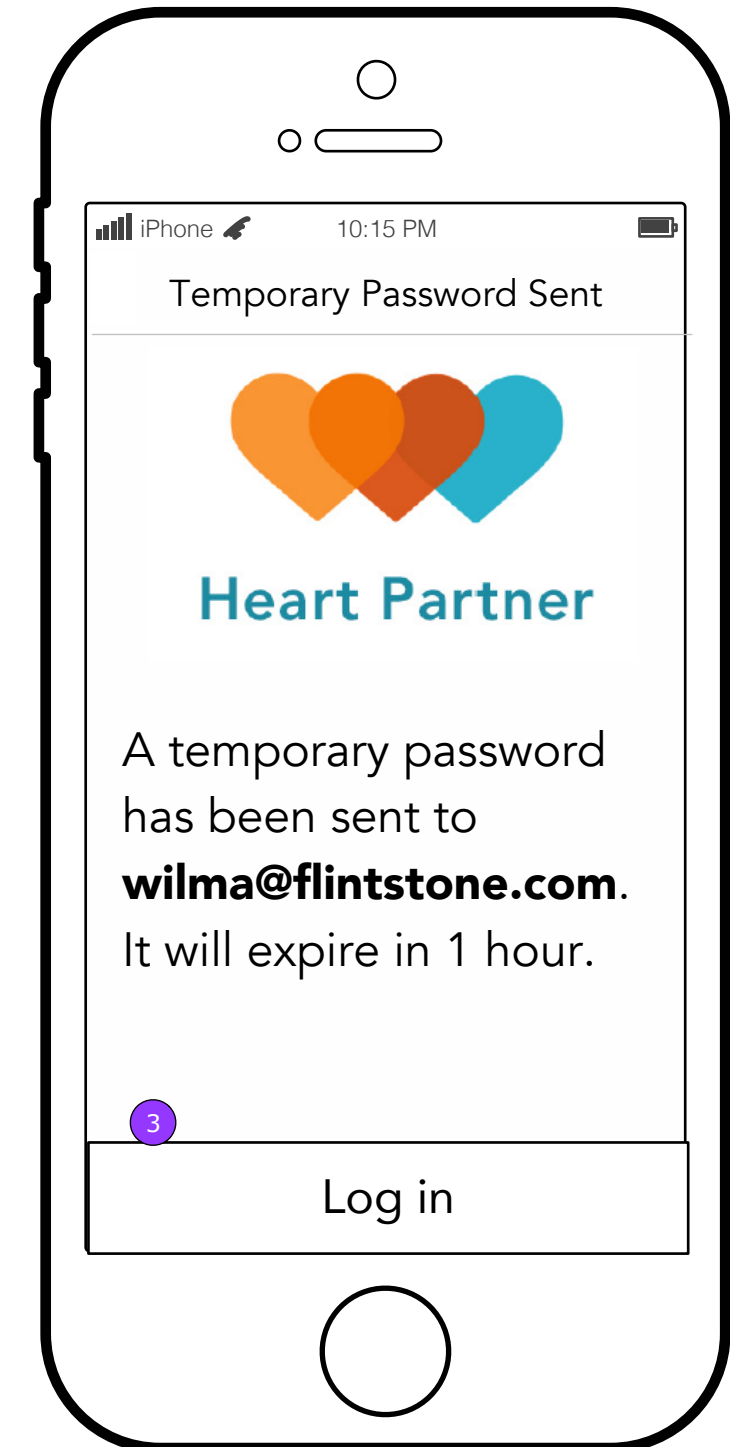 iPhone 10:15 PM
Temporary Password Sent
Heart Partner
A temporary password
has been sent to
wilma@flintstone.com.
It will expire in 1 hour.
3
Log in